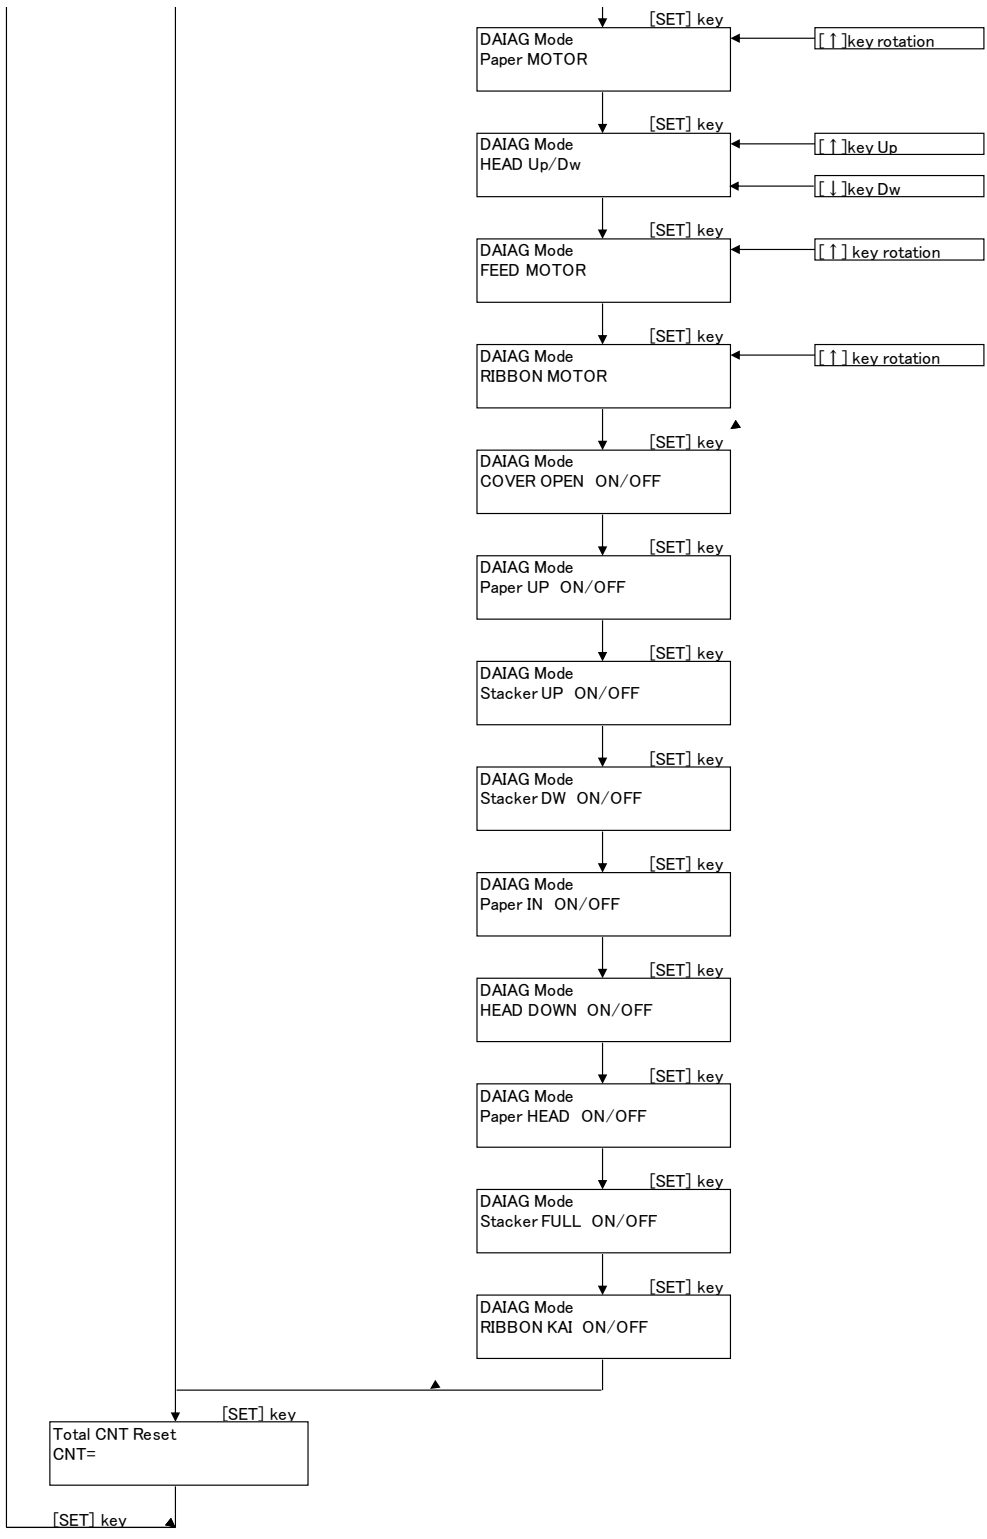 [SET] key
DAIAG Mode
Paper MOTOR
[↑]key rotation
[SET] key
DAIAG Mode
HEAD Up/Dw
[↑]key Up
[↓]key Dw
[SET] key
DAIAG Mode
FEED MOTOR
[↑] key rotation
[SET] key
DAIAG Mode
RIBBON MOTOR
[↑] key rotation
[SET] key
DAIAG Mode
COVER OPEN ON/OFF
[SET] key
DAIAG Mode
Paper UP ON/OFF
[SET] key
DAIAG Mode
Stacker UP ON/OFF
[SET] key
DAIAG Mode
Stacker DW ON/OFF
[SET] key
DAIAG Mode
Paper IN ON/OFF
[SET] key
DAIAG Mode
HEAD DOWN ON/OFF
[SET] key
DAIAG Mode
Paper HEAD ON/OFF
[SET] key
DAIAG Mode
Stacker FULL ON/OFF
[SET] key
DAIAG Mode
RIBBON KAI ON/OFF
[SET] key
Total CNT Reset
CNT=
[SET] key